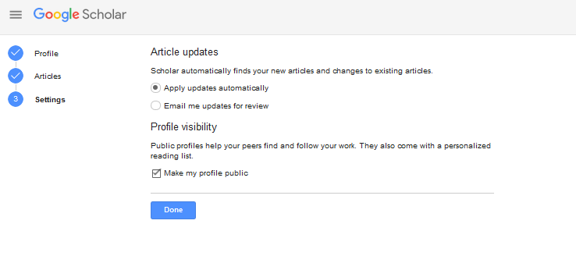 Google Scholar
Profile
Articles
3 Settings
Article updates
Scholar automatically finds your new articles and changes to existing articles.
Apply updates automatically
Email me updates for review
Profile visibility
Public profiles help your peers find and follow your work. They also come with a personalized
reading list.
Make my profile public
Done